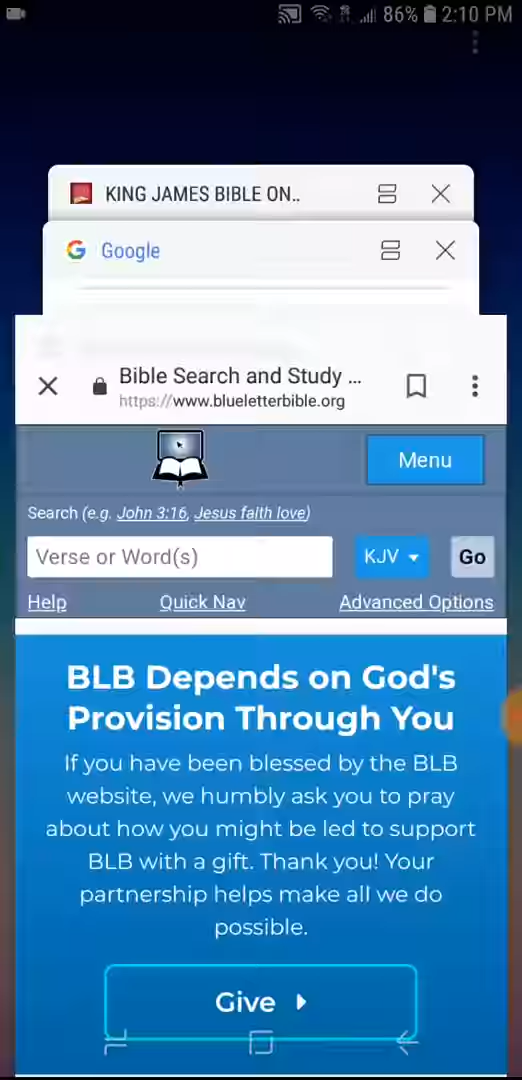 86% 2:10 PM
KING JAMES BIBLE ON..
Google
Bible Search and Study ...
https://www.blueletterbible.org
Menu
Search (e.g. John 3:16, Jesus faith love)
Verse or Word(s)
KJV
Go
Help Quick Nav Advanced Options
BLB Depends on God's
Provision Through You
If you have been blessed by the BLB
website, we humbly ask you to pray
about how you might be led to support
BLB with a gift. Thank you! Your
partnership helps make all we do
possible.
Give